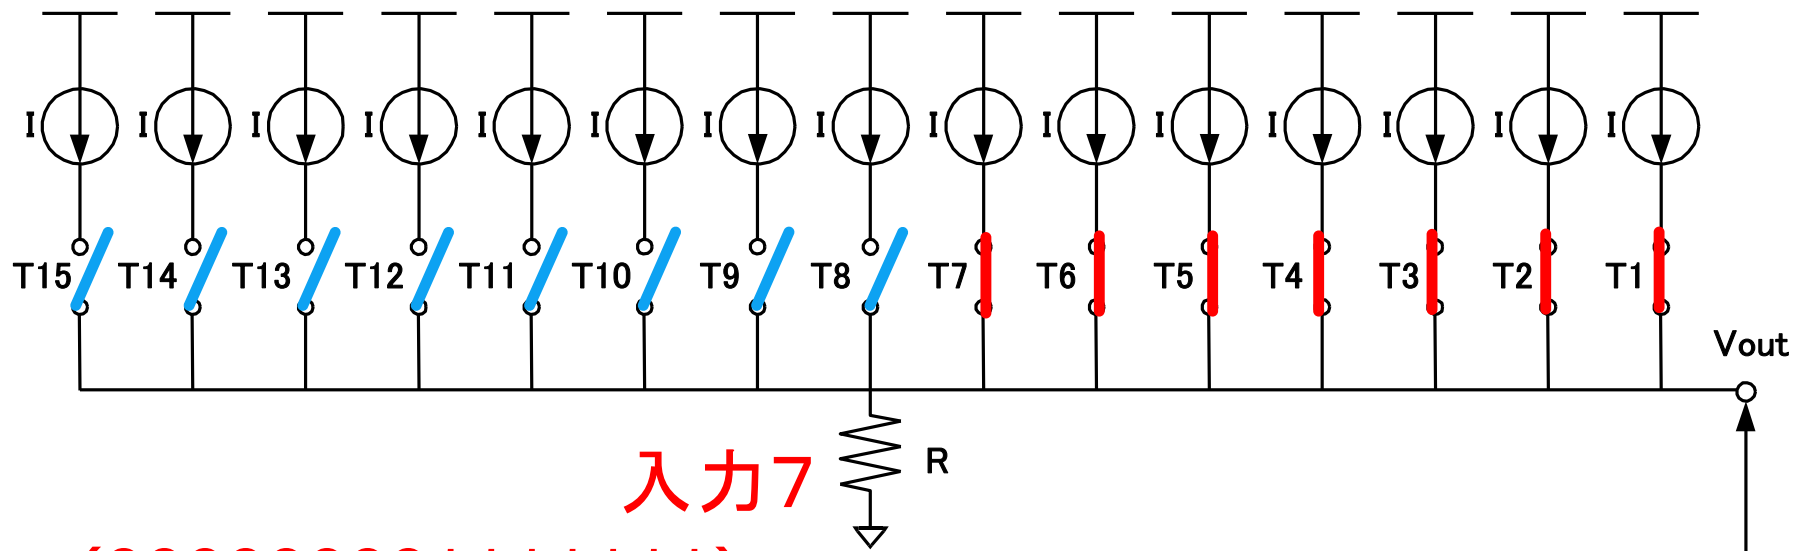 I I I I I I I I I I I I I I I
T15 T14 T13 T12 T11 T10 T9 T8 T7 T6 T5 T4 T3 T2 T1
Vout
R
入力7